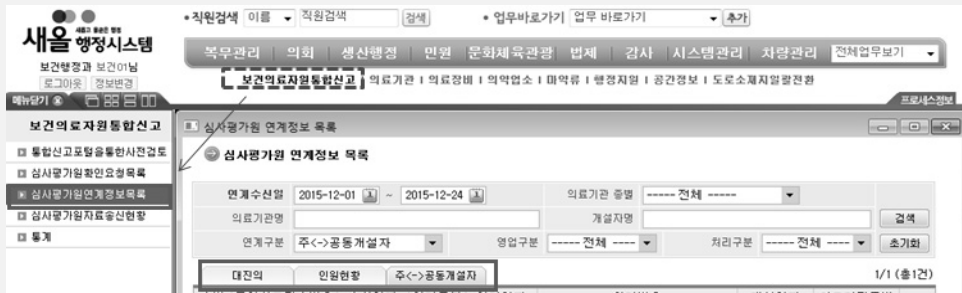 새올 행정시스템
보건행정과 보건01님
로그아웃 정보변경
•직원검색 이름 직원검색 검색 •업무바로가기 업무 바로가기 추가
복무관리 의회 생산행정 민원 문화체육관광 법제 감사 시스템관리 차량관리 전체업무보기
보건의료자원통합신고 의료기관 | 의료장비 | 의약업소 | 마약류 | 행정지원 | 공간정보 | 도로소재지일괄전환
메뉴닫기 프로세스정보
보건의료자원통합신고
통합신고포털을통한사전검토
심사평가원확인요청목록
심사평가원연계정보목록
심사평가원자료송신현황
통계
심사평가원 연계정보 목록
심사평가원 연계정보 목록
연계수신일 2015-12-01 ~ 2015-12-24 의료기관 종별 ----- 전체 -----
의료기관명 개설자명 검색
연계구분 주<->공동개설자 영업구분 ----- 전체 ---- 처리구분 ----- 전체 ---- 초기화
대진의 인원현황 주<->공동개설자 1/1 (총1건)